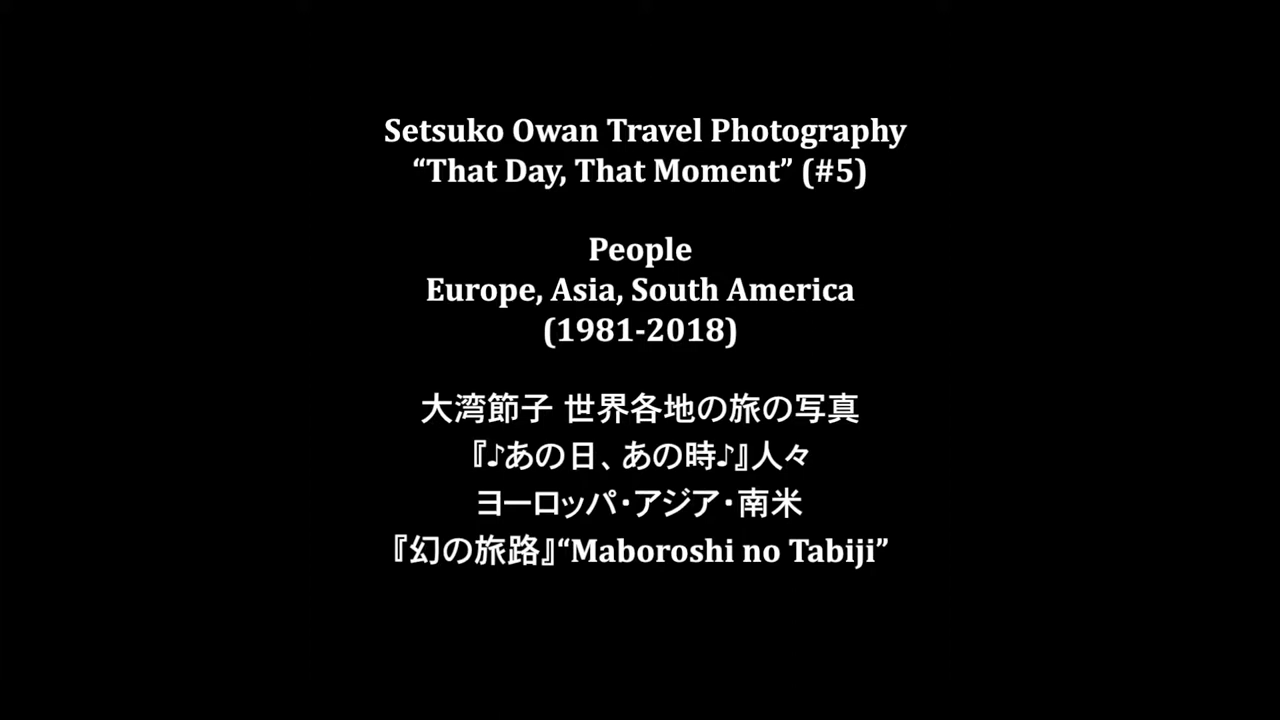 Setsuko Owan Travel Photography
“That Day, That Moment” (#5)
People
Europe, Asia, South America
(1981-2018)
大湾節子 世界各地の旅の写真
『♪あの日、あの時♪』人々
ヨーロッパ・アジア・南米
『幻の旅路』“Maboroshi no Tabiji”